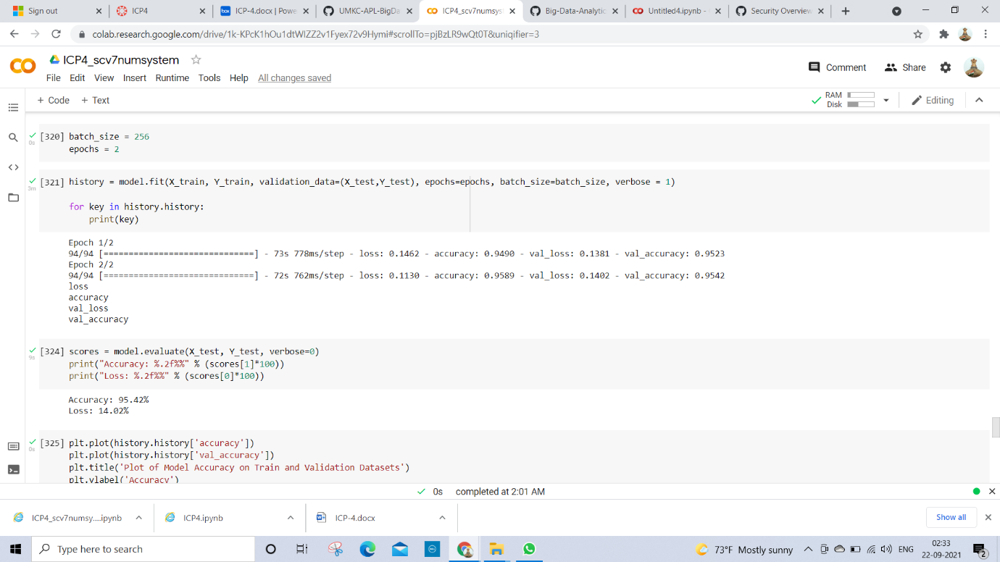 Sign out
ICP4
ICP-4.docx | Powe
UMKC-APL-BigDa
ICP4_scv7numsys
Big-Data-Analytic
Untitled4.ipynb -
Security Overview
colab.research.google.com/drive/1k-KPcK1hOu1dtWIZZ2v1Fyex72v9Hymi#scrollTo=pjBzLR9wQt0T&uniqifier=3
ICP4_scv7numsystem
File Edit View Insert Runtime Tools Help All changes saved
Comment Share
+ Code + Text
RAM
Disk
Editing
[320] batch_size = 256
0s
epochs = 2
[321] history = model.fit(X_train, Y_train, validation_data=(X_test,Y_test), epochs=epochs, batch_size=batch_size, verbose = 1)
3m
for key in history.history:
print(key)
Epoch 1/2
94/94 [==============================] - 73s 778ms/step - loss: 0.1462 - accuracy: 0.9490 - val_loss: 0.1381 - val_accuracy: 0.9523
Epoch 2/2
94/94 [==============================] - 72s 762ms/step - loss: 0.1130 - accuracy: 0.9589 - val_loss: 0.1402 - val_accuracy: 0.9542
loss
accuracy
val_loss
val_accuracy
[324] scores = model.evaluate(X_test, Y_test, verbose=0)
9s
print("Accuracy: %.2f%%" % (scores[1]*100))
print("Loss: %.2f%%" % (scores[0]*100))
Accuracy: 95.42%
Loss: 14.02%
[325] plt.plot(history.history['accuracy'])
0s
plt.plot(history.history['val_accuracy'])
plt.title('Plot of Model Accuracy on Train and Validation Datasets')
plt.ylabel('Accuracy')
0s completed at 2:01 AM
ICP4_scv7numsy....ipynb
ICP4.ipynb
ICP-4.docx
Show all
Type here to search
73°F Mostly sunny
ENG
02:33
22-09-2021
2